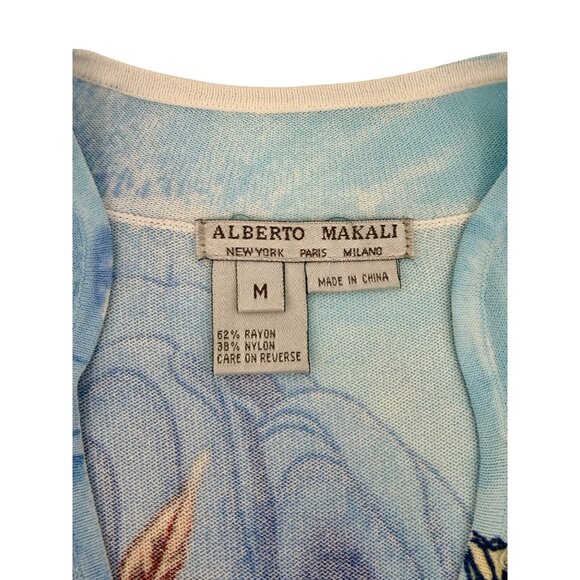 ALBERTO MAKALI
NEW YORK PARIS MILANO
M
MADE IN CHINA
62% RAYON
38% NYLON
CARE ON REVERSE